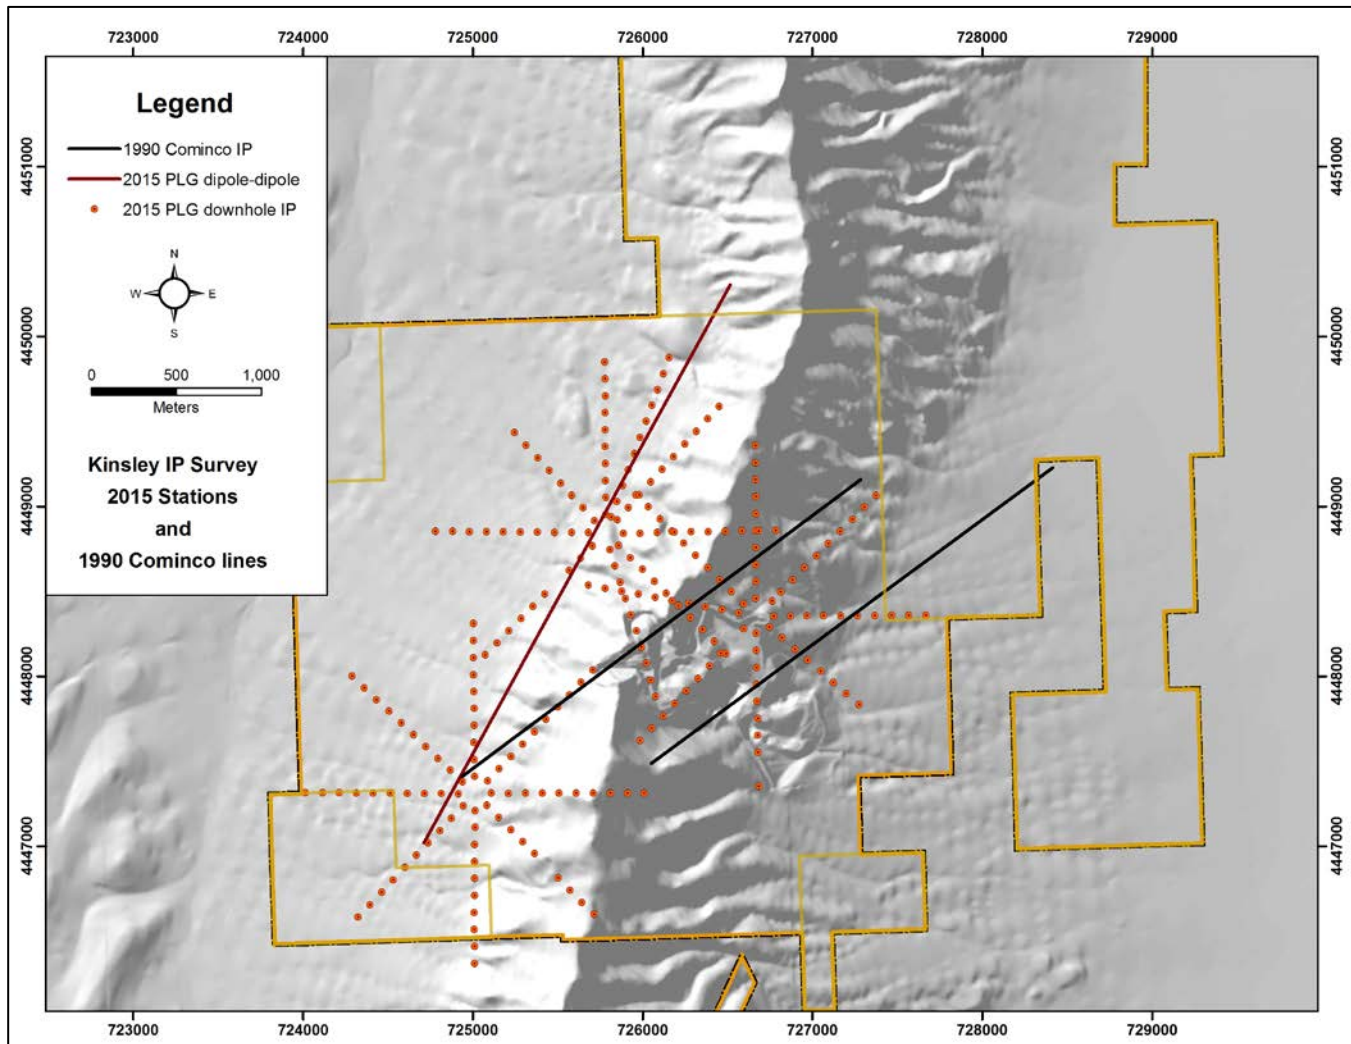 723000 724000 725000 726000 727000 728000 729000
Legend
1990 Cominco IP
2015 PLG dipole-dipole
2015 PLG downhole IP
N
W E
S
0 500 1,000
Meters
Kinsley IP Survey
2015 Stations
and
1990 Cominco lines
4451000
4450000
4449000
4448000
4447000
4451000
4450000
4449000
4448000
4447000
723000 724000 725000 726000 727000 728000 729000